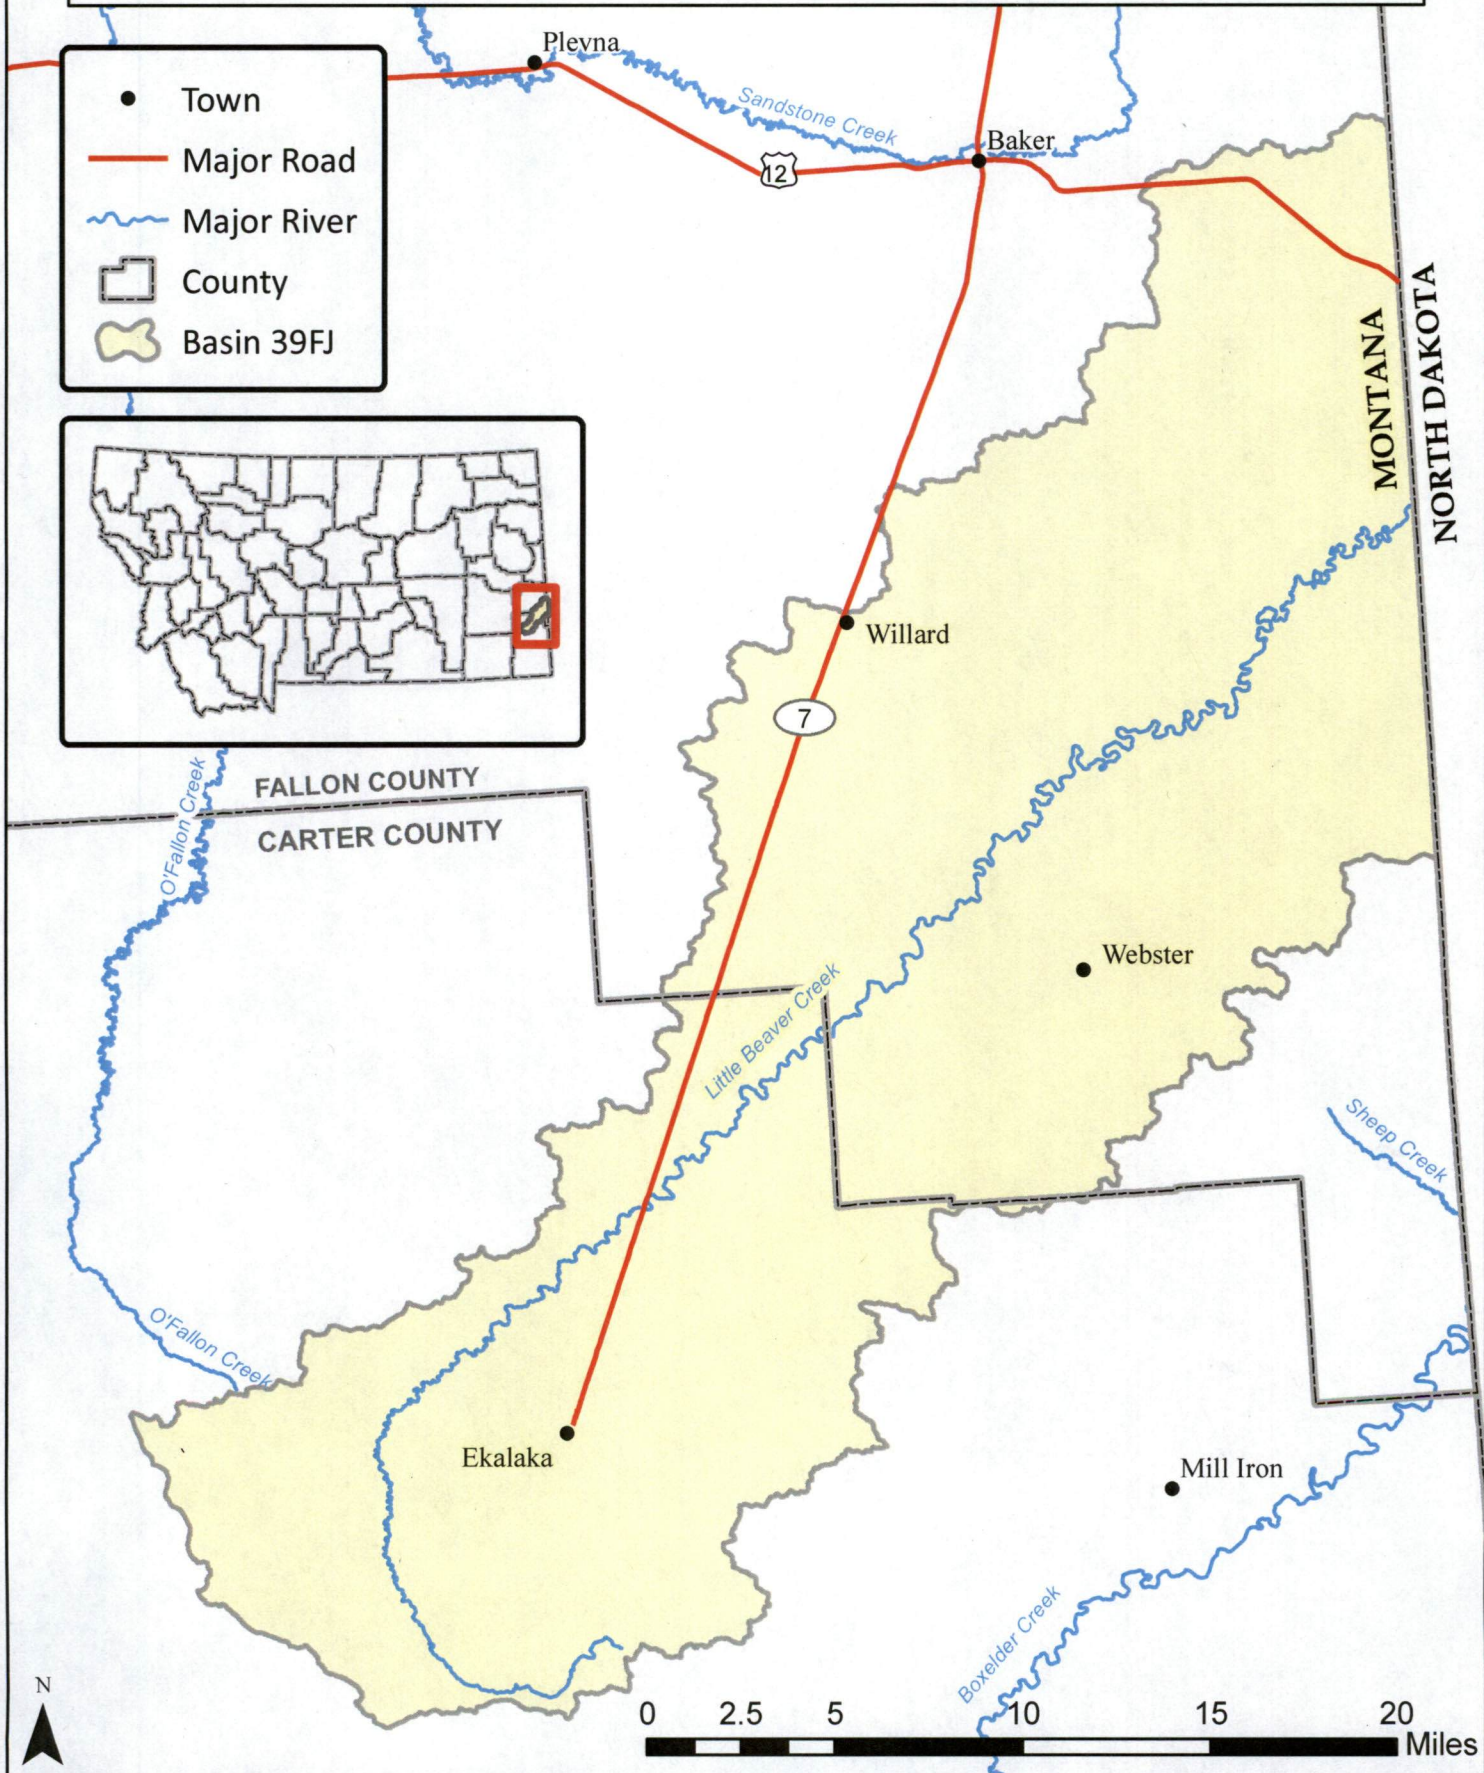 Plevna
Town
Sandstone Creek
Baker
Major Road
12
Major River
County
NORTH DAKOTA
MONTANA
Basin 39FJ
Willard
7
O'Fallon Creek
FALLON COUNTY
CARTER COUNTY
Webster
Little Beaver Creek
Sheep Creek
O'Fallon Creek
Ekalaka
Mill Iron
Boxelder Creek
N
0 2.5 5 10 15 20
Miles